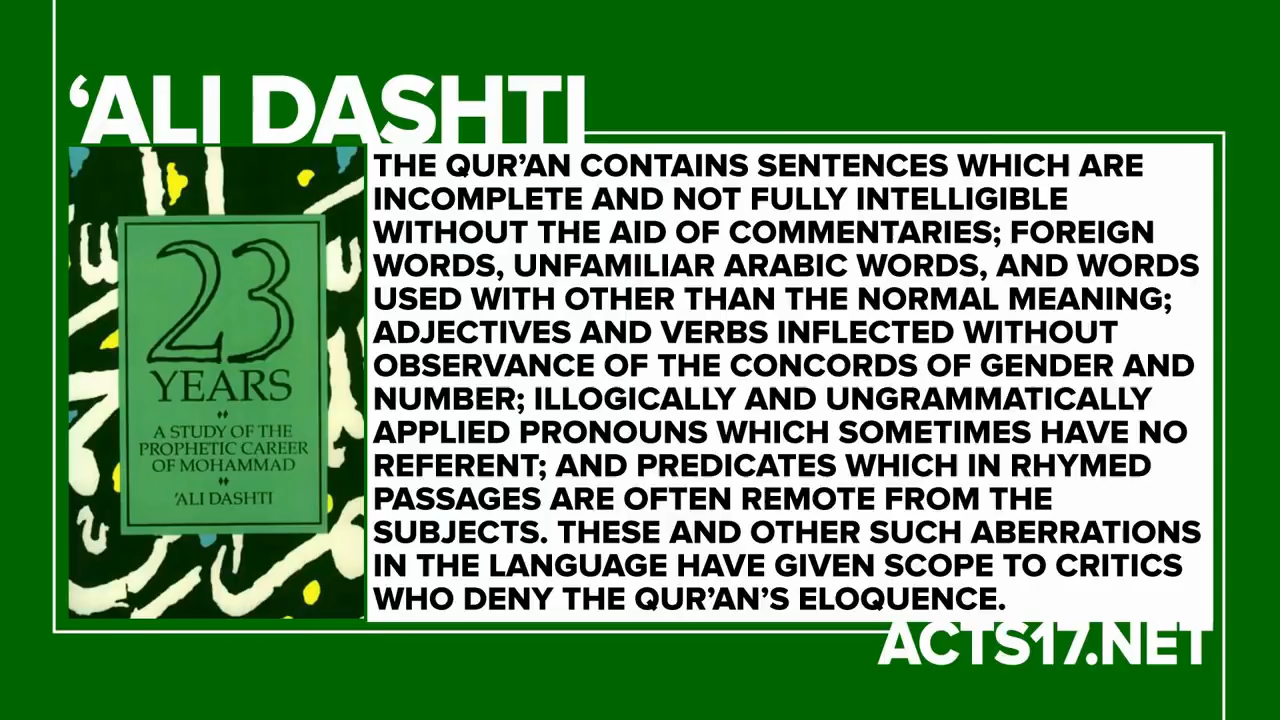 ‘ALI DASHTI
23
YEARS
A STUDY OF THE
PROPHETIC CAREER
OF MOHAMMAD
‘ALI DASHTI
THE QUR’AN CONTAINS SENTENCES WHICH ARE
INCOMPLETE AND NOT FULLY INTELLIGIBLE
WITHOUT THE AID OF COMMENTARIES; FOREIGN
WORDS, UNFAMILIAR ARABIC WORDS, AND WORDS
USED WITH OTHER THAN THE NORMAL MEANING;
ADJECTIVES AND VERBS INFLECTED WITHOUT
OBSERVANCE OF THE CONCORDS OF GENDER AND
NUMBER; ILLOGICALLY AND UNGRAMMATICALLY
APPLIED PRONOUNS WHICH SOMETIMES HAVE NO
REFERENT; AND PREDICATES WHICH IN RHYMED
PASSAGES ARE OFTEN REMOTE FROM THE
SUBJECTS. THESE AND OTHER SUCH ABERRATIONS
IN THE LANGUAGE HAVE GIVEN SCOPE TO CRITICS
WHO DENY THE QUR’AN’S ELOQUENCE.
ACTS17.NET